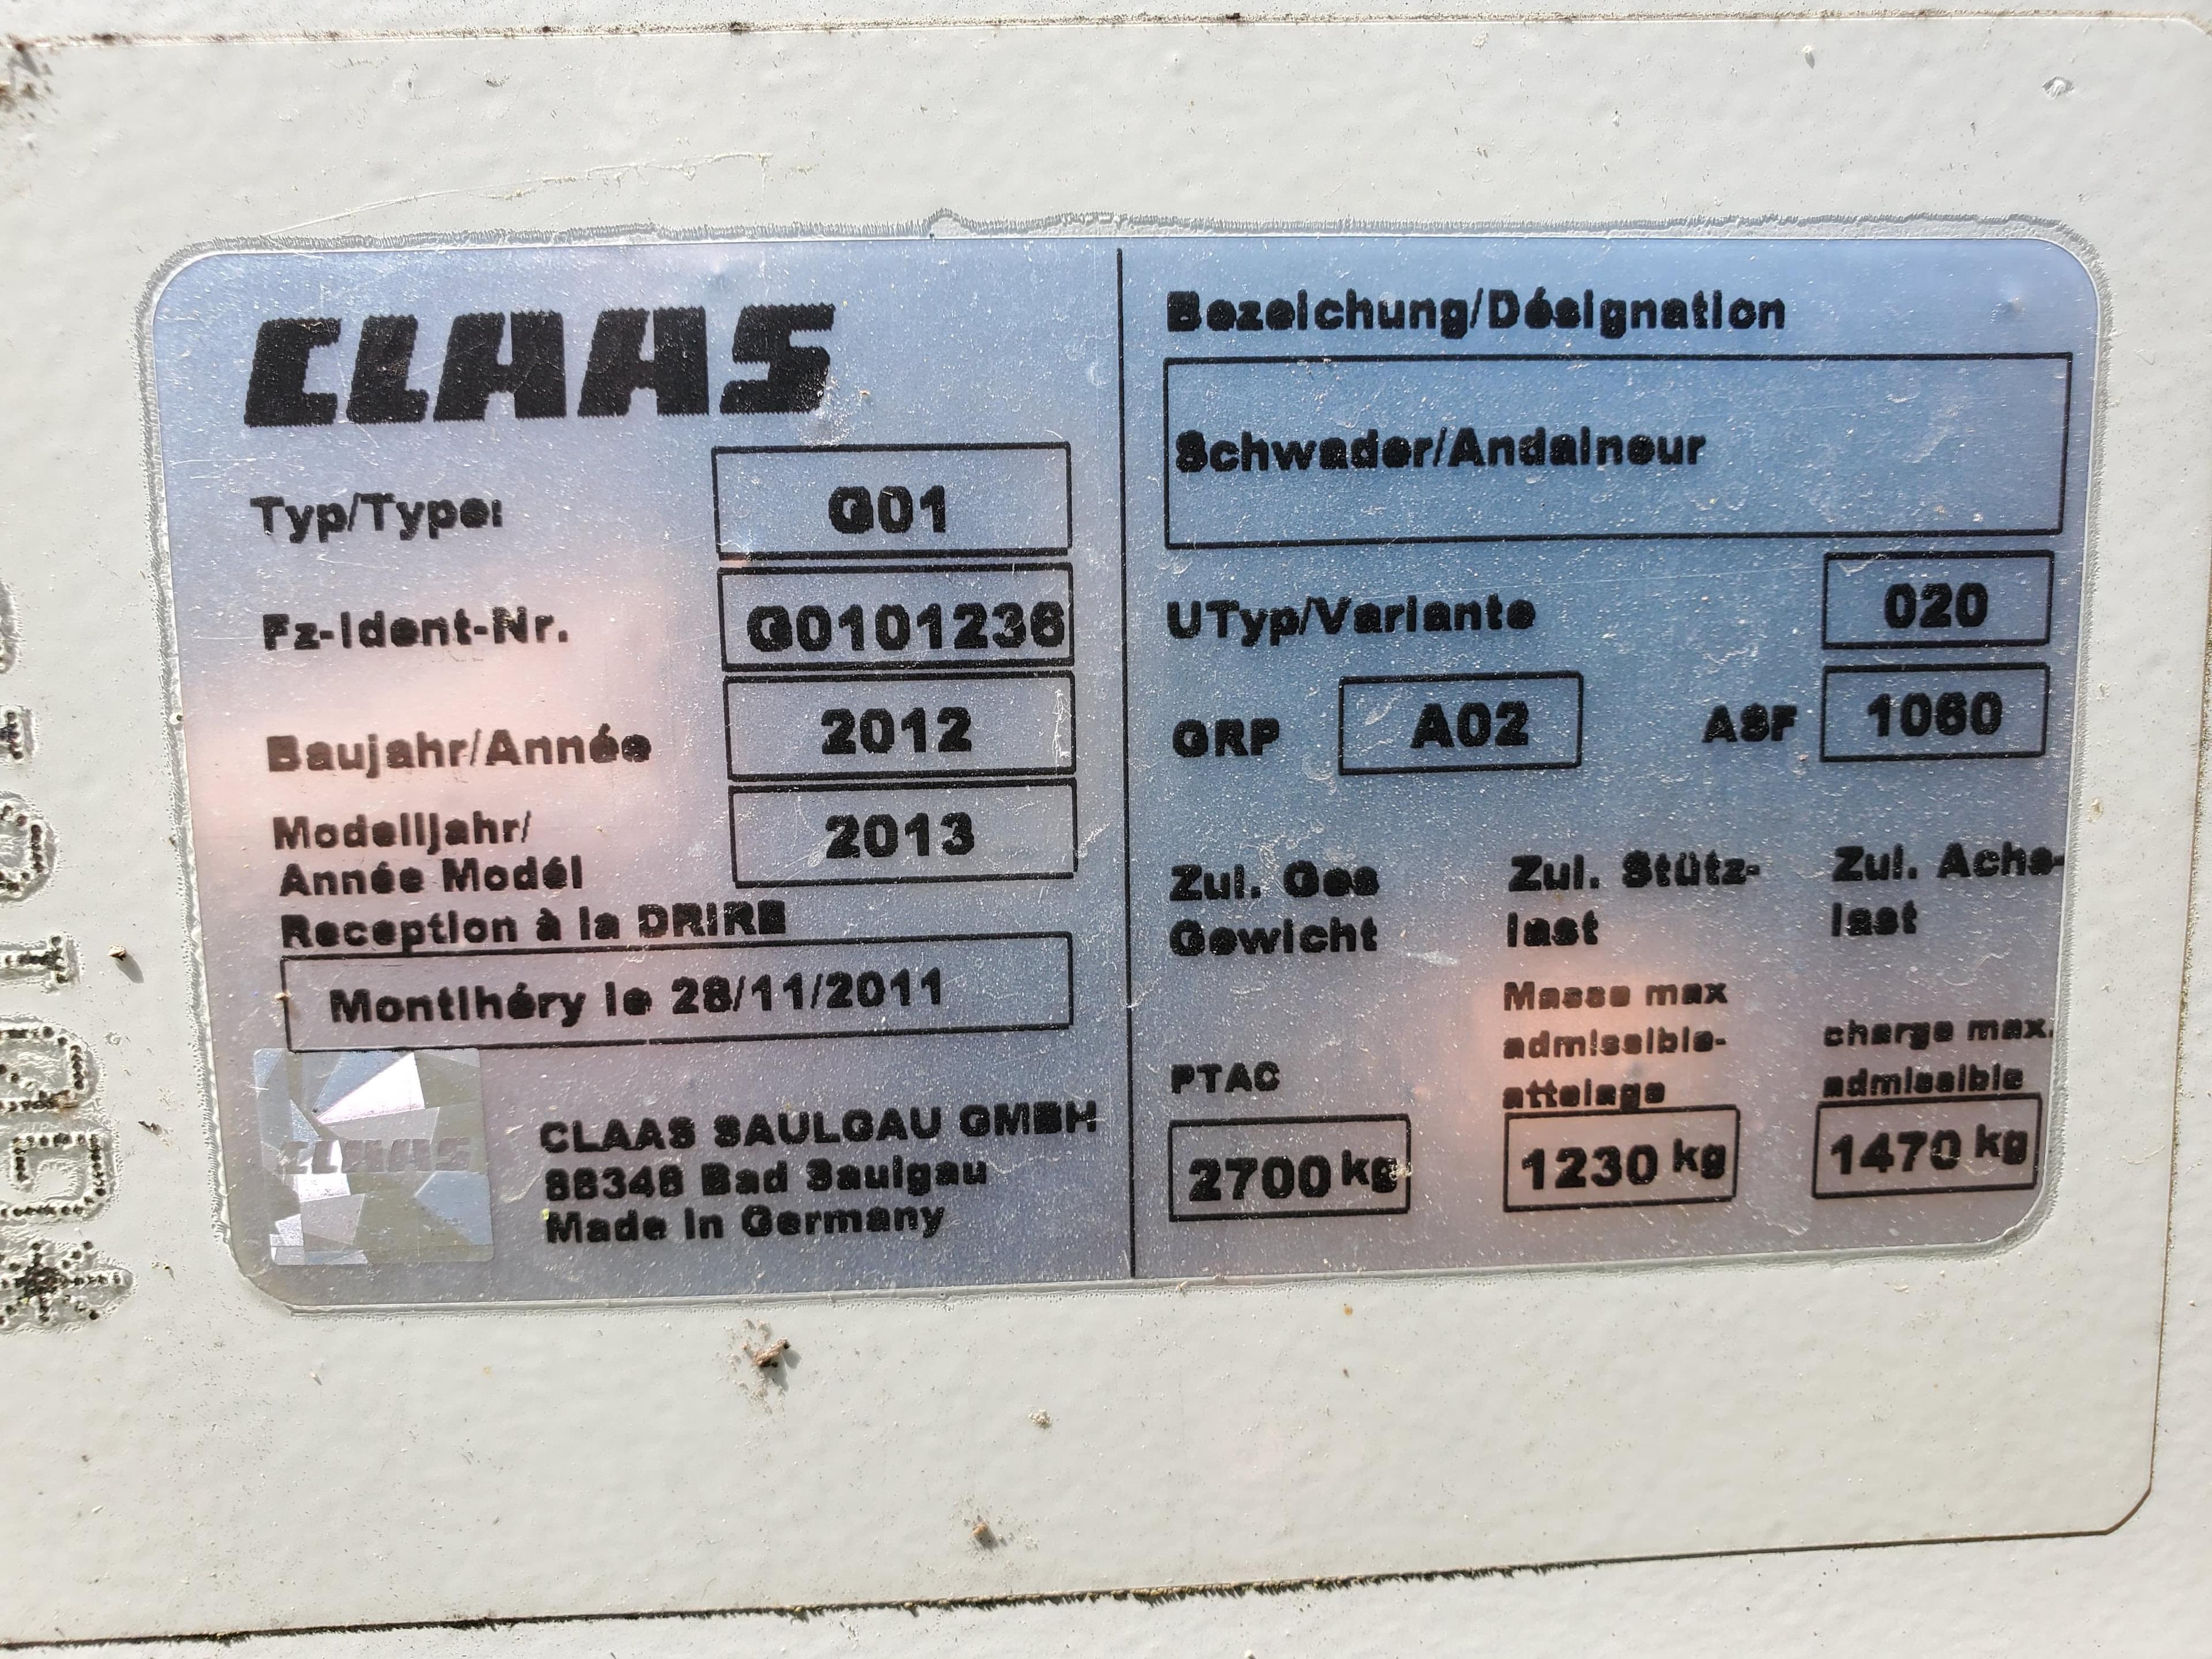 CLAAS
Typ/Type: G01
Fz-Ident-Nr. G0101236
Baujahr/Année 2012
Modelljahr/
Année Modél 2013
Reception à la DRIRE
Montlhéry le 28/11/2011
CLAAS
CLAAS SAULGAU GMBH
88348 Bad Saulgau
Made in Germany
Bezeichung/Désignation
Schwader/Andaineur
UTyp/Variante 020
GRP A02 ASF 1060
Zul. Ges
Gewicht
PTAC
2700 kg
Zul. Stütz-
last
Masse max
admissible-
attelage
1230 kg
Zul. Achs-
last
charge max.
admissible
1470 kg